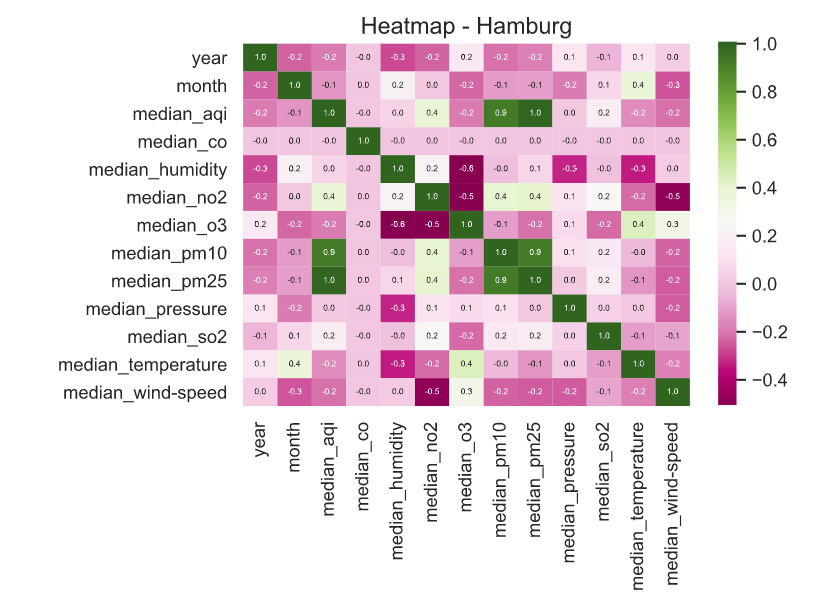 Heatmap - Hamburg
year 1.0 -0.2 -0.2 -0.0 -0.3 -0.2 0.2 -0.2 -0.2 0.1 -0.1 0.1 0.0
month -0.2 1.0 -0.1 0.0 0.2 0.0 -0.2 -0.1 -0.1 -0.2 0.1 0.4 -0.3
median_aqi -0.2 -0.1 1.0 0.0 0.0 0.4 -0.2 0.9 1.0 0.0 0.2 -0.2 -0.2
median_co -0.0 0.0 0.0 1.0 -0.0 -0.0 -0.0 0.0 0.0 -0.0 -0.0 0.0 -0.0
median_humidity -0.3 0.2 0.0 -0.0 1.0 0.2 -0.6 -0.0 0.1 -0.3 -0.0 -0.3 0.0
median_no2 -0.2 0.0 0.4 -0.0 0.2 1.0 -0.5 0.4 0.4 0.1 0.2 -0.2 -0.5
median_o3 0.2 -0.2 -0.2 -0.0 -0.6 -0.5 1.0 -0.1 -0.2 0.1 -0.2 0.4 0.3
median_pm10 -0.2 -0.1 0.9 0.0 -0.0 0.4 -0.1 1.0 0.9 0.1 0.2 -0.0 -0.2
median_pm25 -0.2 -0.1 1.0 0.0 0.1 0.4 -0.2 0.9 1.0 0.0 0.2 -0.1 -0.2
median_pressure 0.1 -0.2 0.0 -0.0 -0.3 0.1 0.1 0.1 0.0 1.0 0.0 0.0 -0.2
median_so2 -0.1 0.1 0.2 -0.0 -0.0 0.2 -0.2 0.2 0.2 0.0 1.0 -0.1 -0.1
median_temperature 0.1 0.4 -0.2 0.0 -0.3 -0.2 0.4 -0.0 -0.1 0.0 -0.1 1.0 -0.2
median_wind-speed 0.0 -0.3 -0.2 -0.0 0.0 -0.5 0.3 -0.2 -0.2 -0.2 -0.1 -0.2 1.0
year
month
median_aqi
median_co
median_humidity
median_no2
median_o3
median_pm10
median_pm25
median_pressure
median_so2
median_temperature
median_wind-speed
1.0
0.8
0.6
0.4
0.2
0.0
−0.2
−0.4